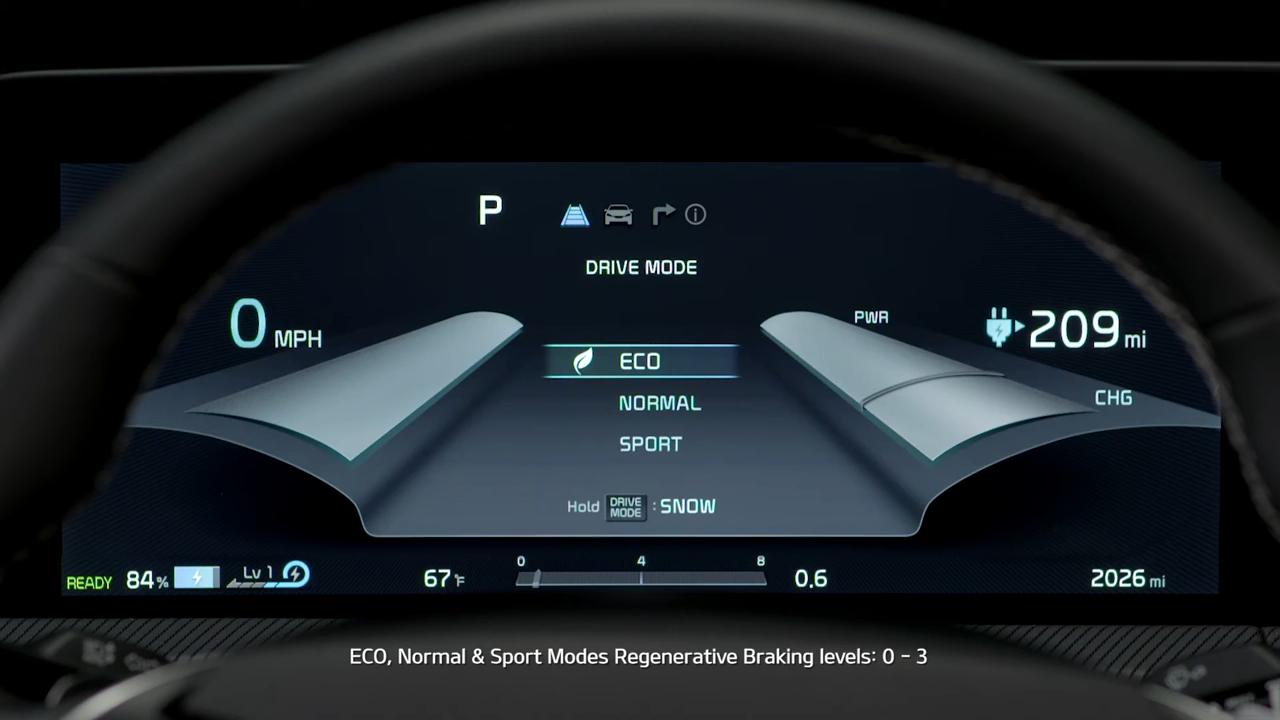 P
DRIVE MODE
0 MPH
PWR
209 mi
ECO
CHG
NORMAL
SPORT
Hold DRIVE MODE : SNOW
READY 84% Lv 1 67°F 0 4 8 0.6 2026 mi
ECO, Normal & Sport Modes Regenerative Braking levels: 0 - 3